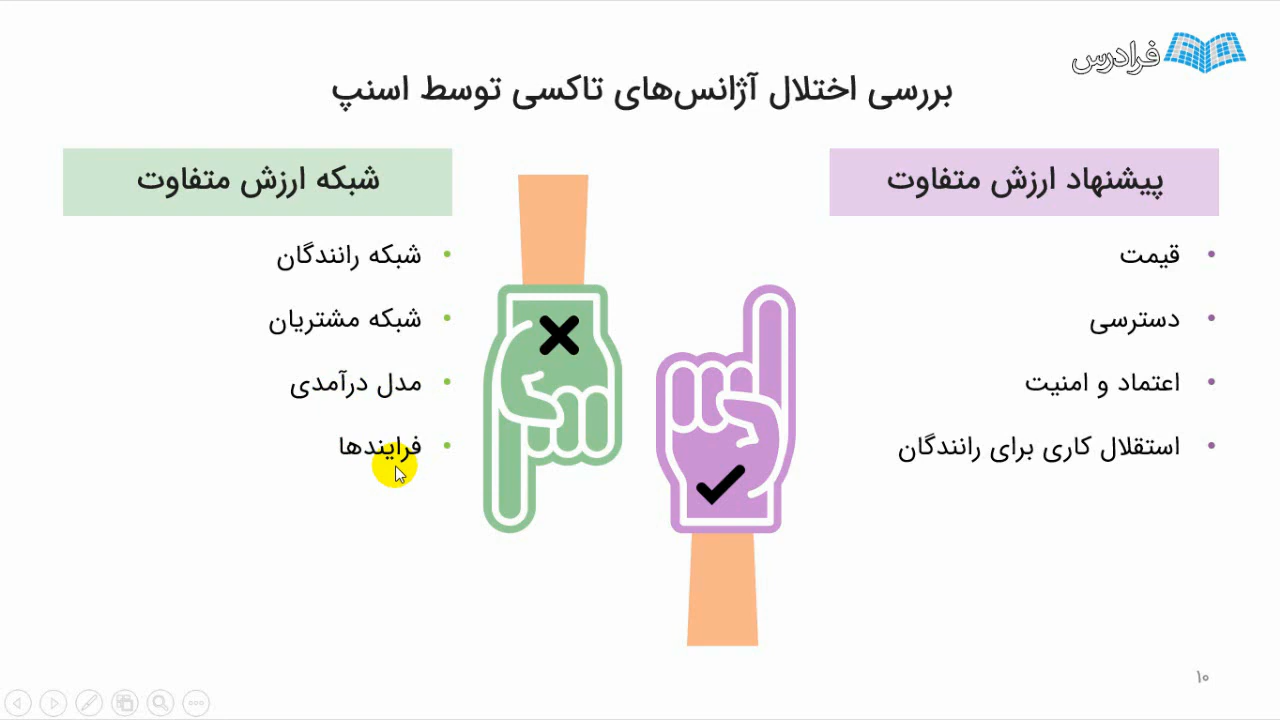 فرادرس
بررسی اختلال آژانس‌های تاکسی توسط اسنپ
پیشنهاد ارزش متفاوت
قیمت
دسترسی
اعتماد و امنیت
استقلال کاری برای رانندگان
شبکه ارزش متفاوت
شبکه رانندگان
شبکه مشتریان
مدل درآمدی
فرایندها
۱۰